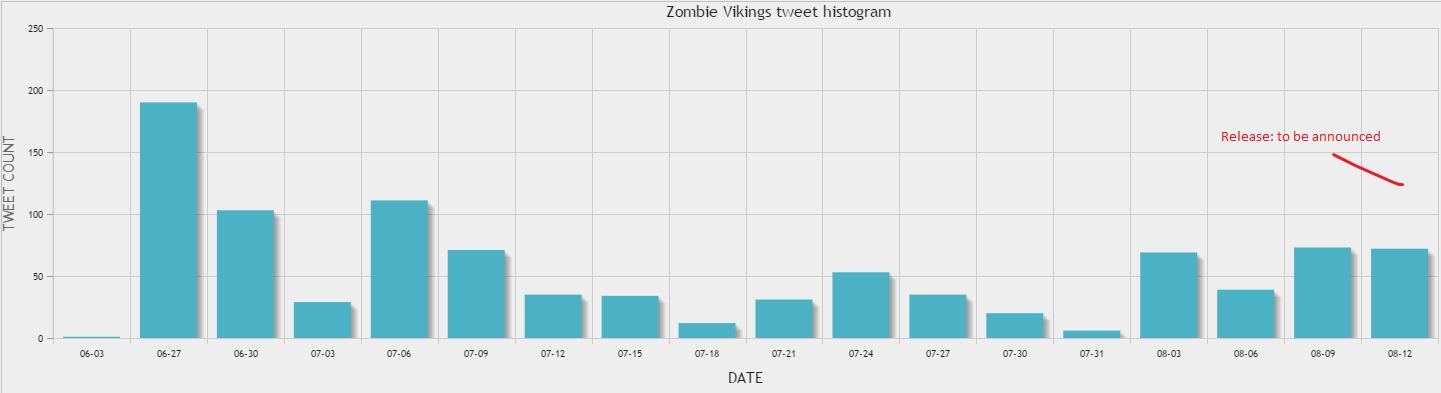 Zombie Vikings tweet histogram
250
200
150
100
50
0
TWEET COUNT
Release: to be announced
06-03 06-27 06-30 07-03 07-06 07-09 07-12 07-15 07-18 07-21 07-24 07-27 07-30 07-31 08-03 08-06 08-09 08-12
DATE